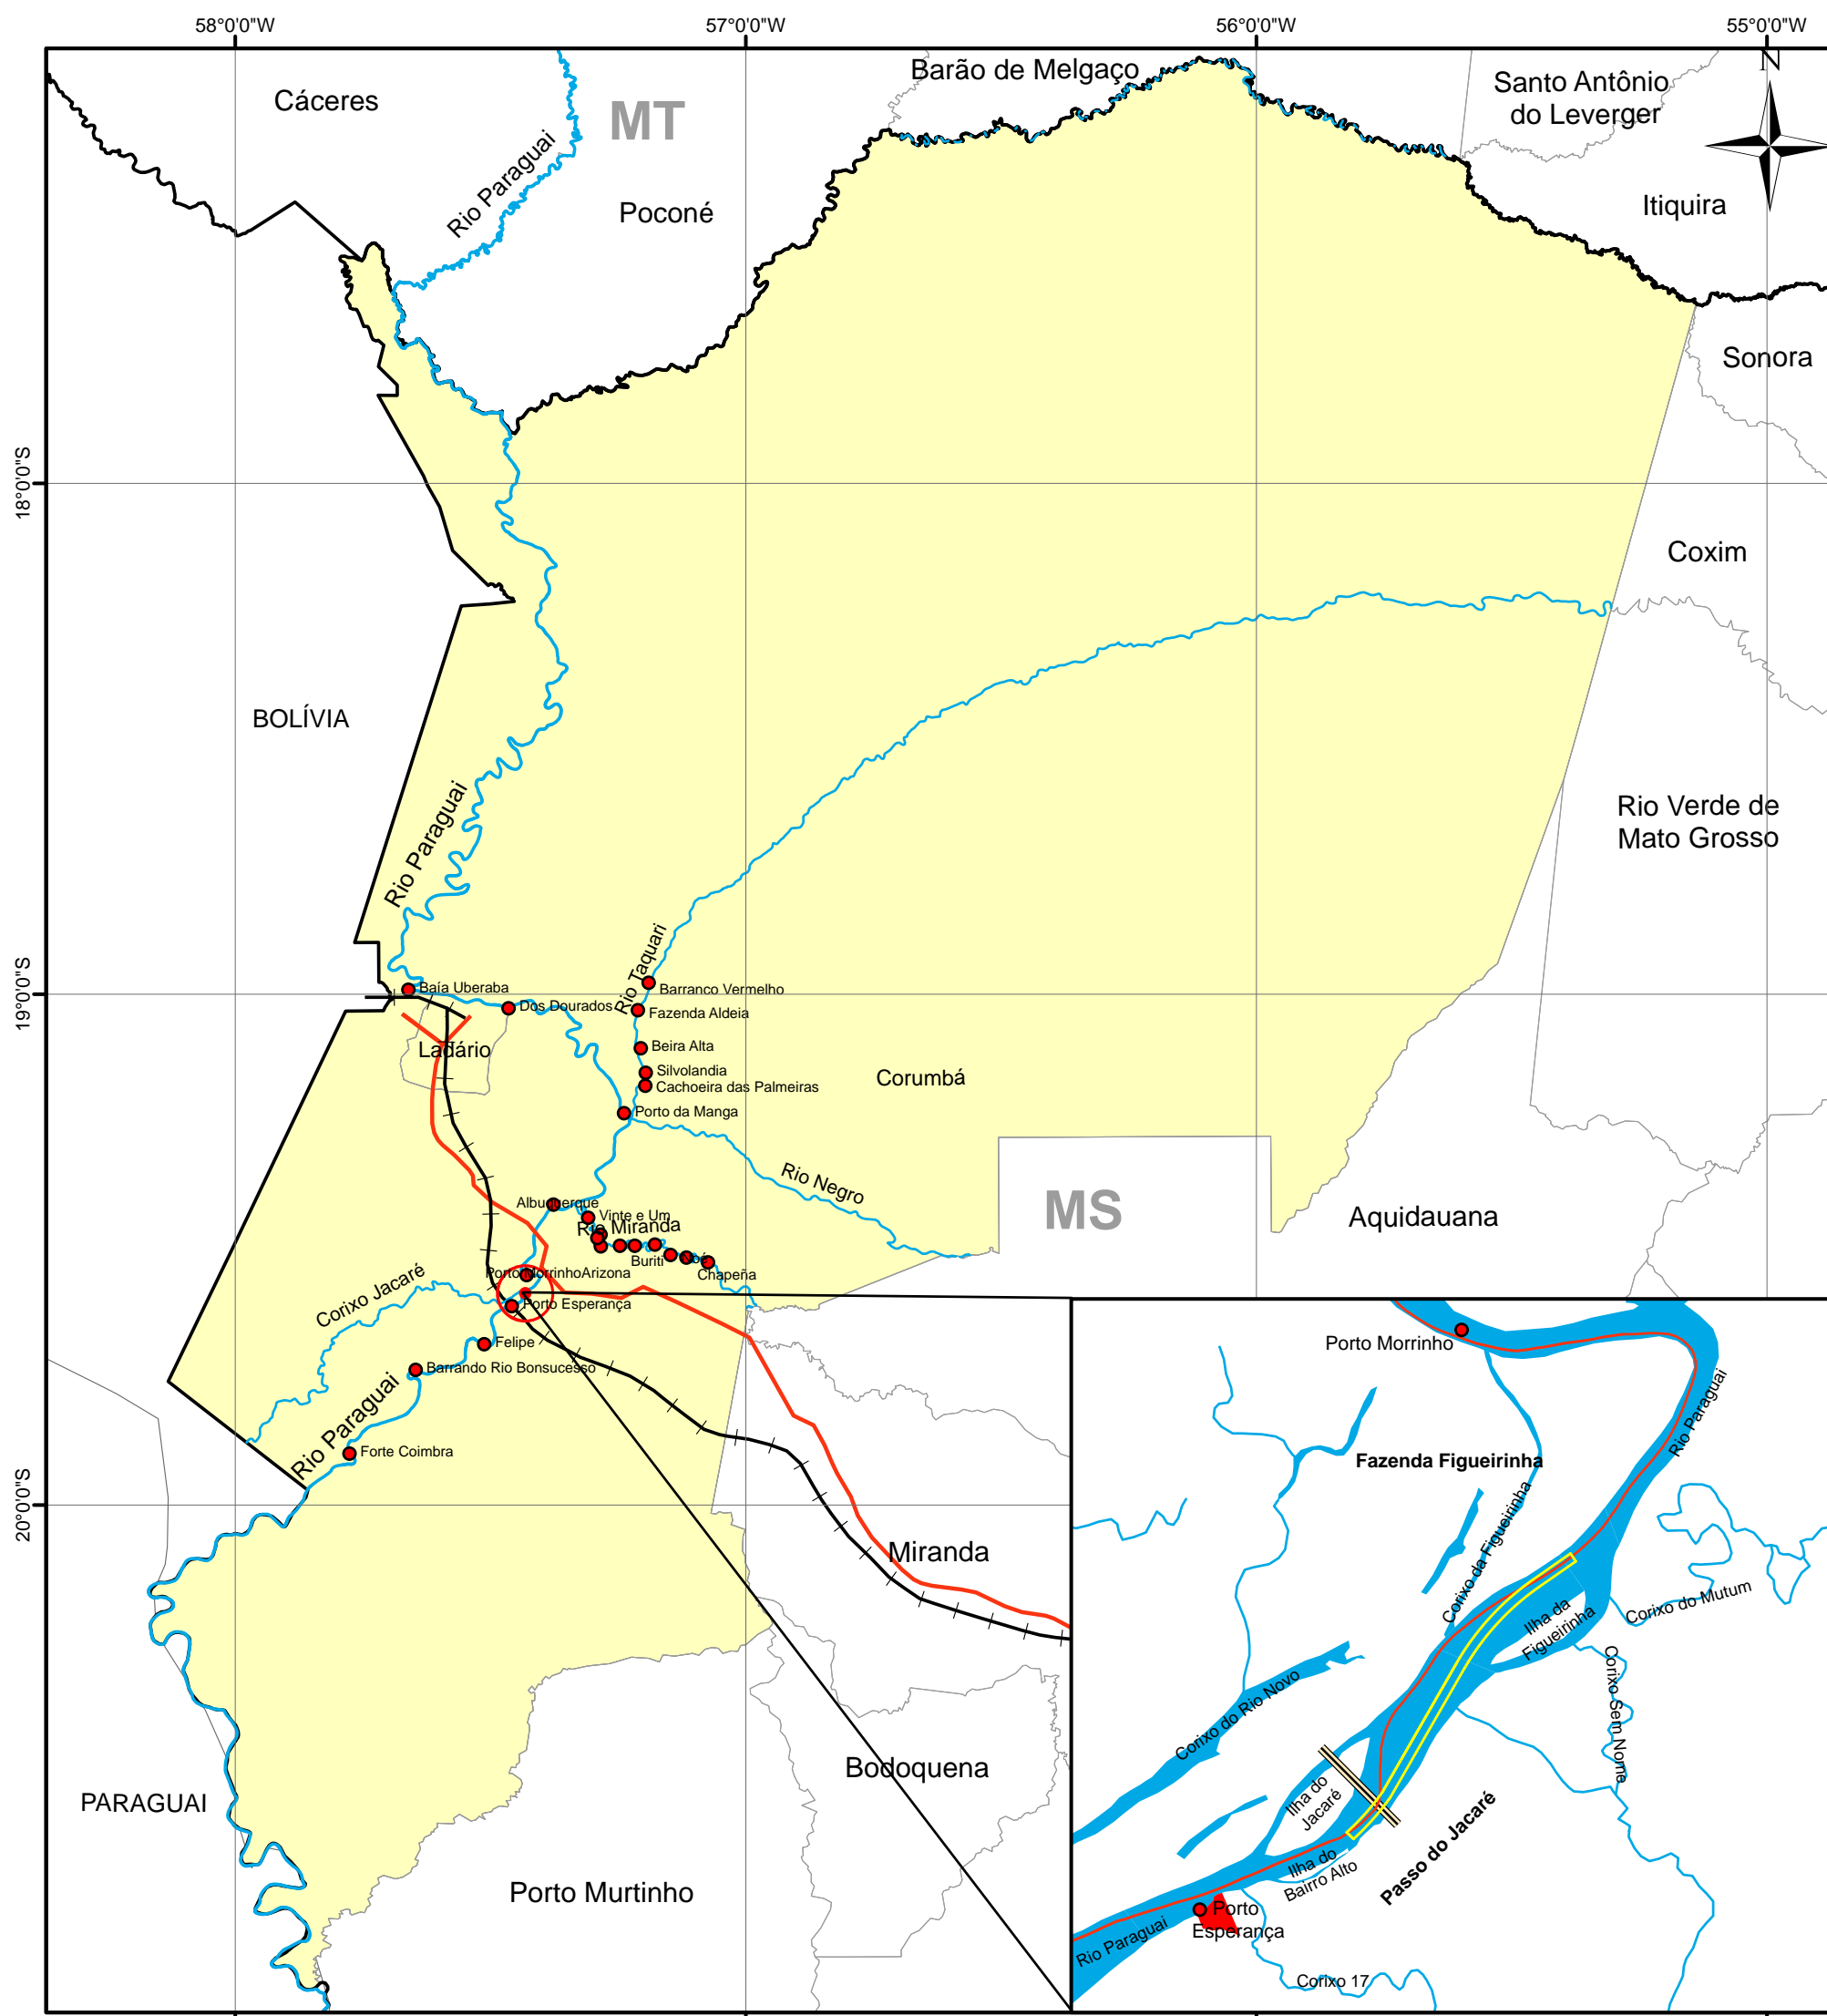 58°0'0"W
57°0'0"W
56°0'0"W
55°0'0"W
Barão de Melgaço
Santo Antônio
do Leverger
N
Cáceres
MT
Rio Paraguai
Poconé
Itiquira
Sonora
18°0'0"S
Coxim
BOLÍVIA
Rio Paraguai
Rio Verde de
Mato Grosso
Rio Taquari
19°0'0"S
Baía Uberaba
Barranco Vermelho
Dos Dourados
Fazenda Aldeia
Ladário
Beira Alta
Silvolandia
Cachoeira das Palmeiras
Corumbá
Porto da Manga
Rio Negro
MS
Albuquerque
Vinte e Um
Rio Miranda
Aquidauana
Buriti
Noé
Chapeña
Porto Morrinho
Arizona
Corixo Jacaré
Porto Esperança
Felipe
Barrando Rio Bonsucesso
Rio Paraguai
Forte Coimbra
20°0'0"S
Miranda
Bodoquena
PARAGUAI
Porto Murtinho
Porto Morrinho
Rio Paraguai
Fazenda Figueirinha
Corixo da Figueirinha
Ilha da
Figueirinha
Corixo do Mutum
Corixo Sem Nome
Corixo do Rio Novo
Ilha do
Jacaré
Passo do Jacaré
Ilha do
Bairro Alto
Porto
Esperança
Rio Paraguai
Corixo 17